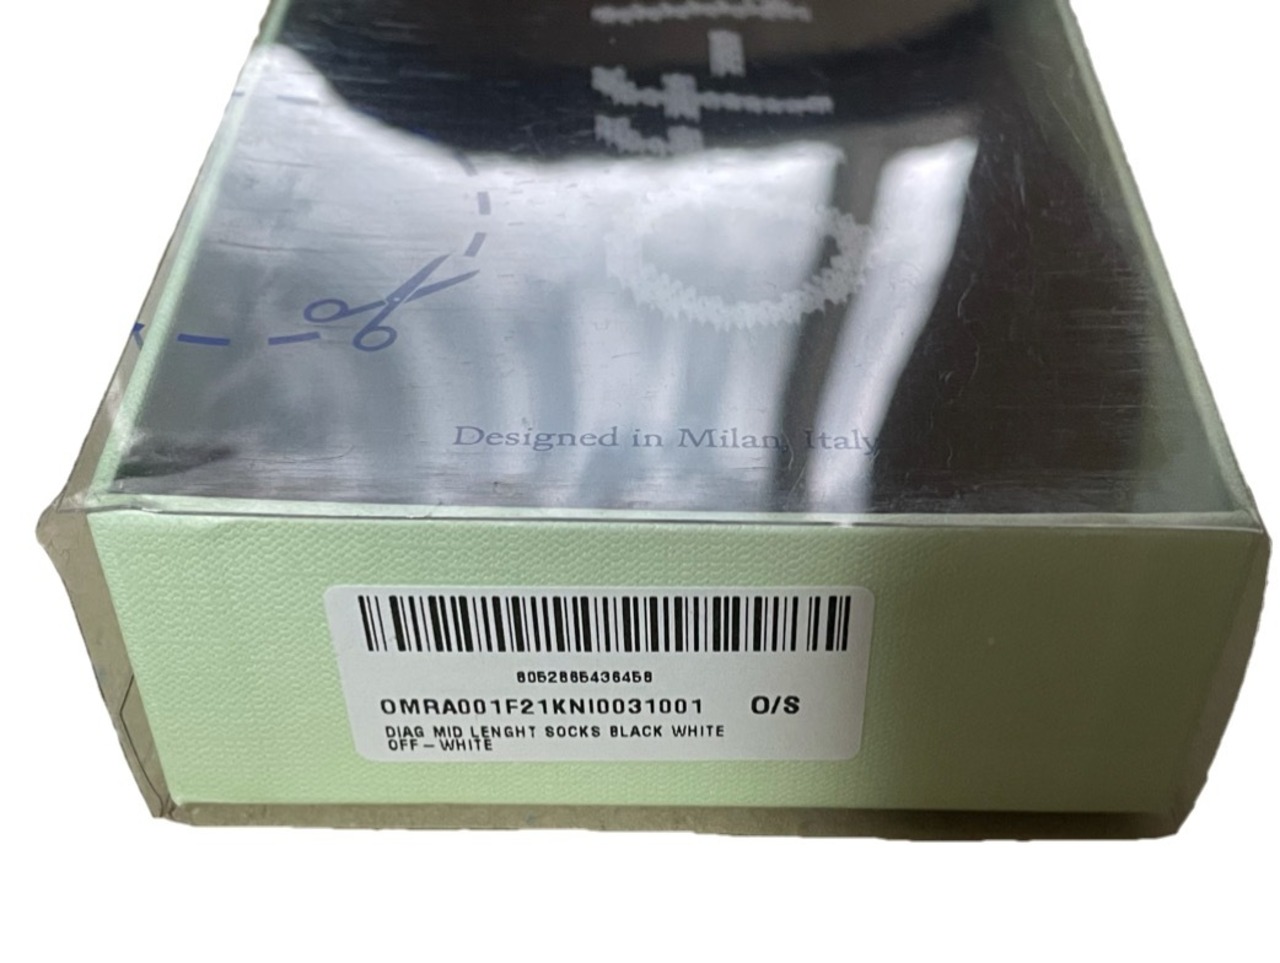 Designed in Milan, Italy
8052865436458
OMRA001F21KNI0031001 O/S
DIAG MID LENGHT SOCKS BLACK WHITE
OFF-WHITE